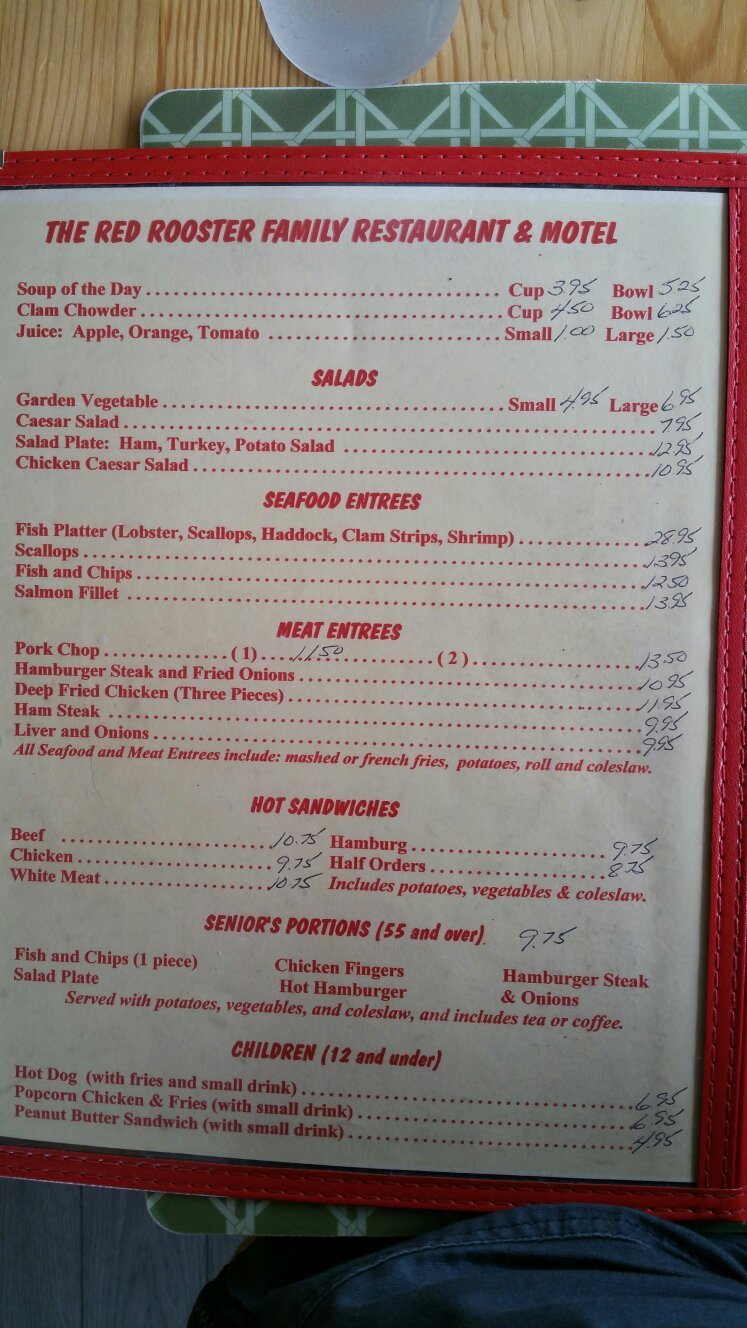 THE RED ROOSTER FAMILY RESTAURANT & MOTEL
Soup of the Day ........ Cup 3.95 Bowl 5.25
Clam Chowder ........ Cup 4.50 Bowl 6.25
Juice: Apple, Orange, Tomato ........ Small 1.00 Large 1.50
SALADS
Garden Vegetable ........ Small 4.95 Large 6.95
Caesar Salad ........ 7.95
Salad Plate: Ham, Turkey, Potato Salad ........ 12.95
Chicken Caesar Salad ........ 10.95
SEAFOOD ENTREES
Fish Platter (Lobster, Scallops, Haddock, Clam Strips, Shrimp) ........ 28.95
Scallops ........ 13.95
Fish and Chips ........ 12.50
Salmon Fillet ........ 13.95
MEAT ENTREES
Pork Chop ........ (1) .... 11.50 ........ (2) ........ 13.50
Hamburger Steak and Fried Onions ........ 10.95
Deep Fried Chicken (Three Pieces) ........ 11.95
Ham Steak ........ 9.95
Liver and Onions ........ 9.95
All Seafood and Meat Entrees include: mashed or french fries, potatoes, roll and coleslaw.
HOT SANDWICHES
Beef ........ 10.75 Hamburg ........ 9.75
Chicken ........ 9.75 Half Orders ........ 8.75
White Meat ........ 10.75 Includes potatoes, vegetables & coleslaw.
SENIOR'S PORTIONS (55 and over) 9.75
Fish and Chips (1 piece) Chicken Fingers Hamburger Steak
Salad Plate Hot Hamburger & Onions
Served with potatoes, vegetables, and coleslaw, and includes tea or coffee.
CHILDREN (12 and under)
Hot Dog (with fries and small drink) ........ 6.95
Popcorn Chicken & Fries (with small drink) ........ 6.95
Peanut Butter Sandwich (with small drink) ........ 4.95